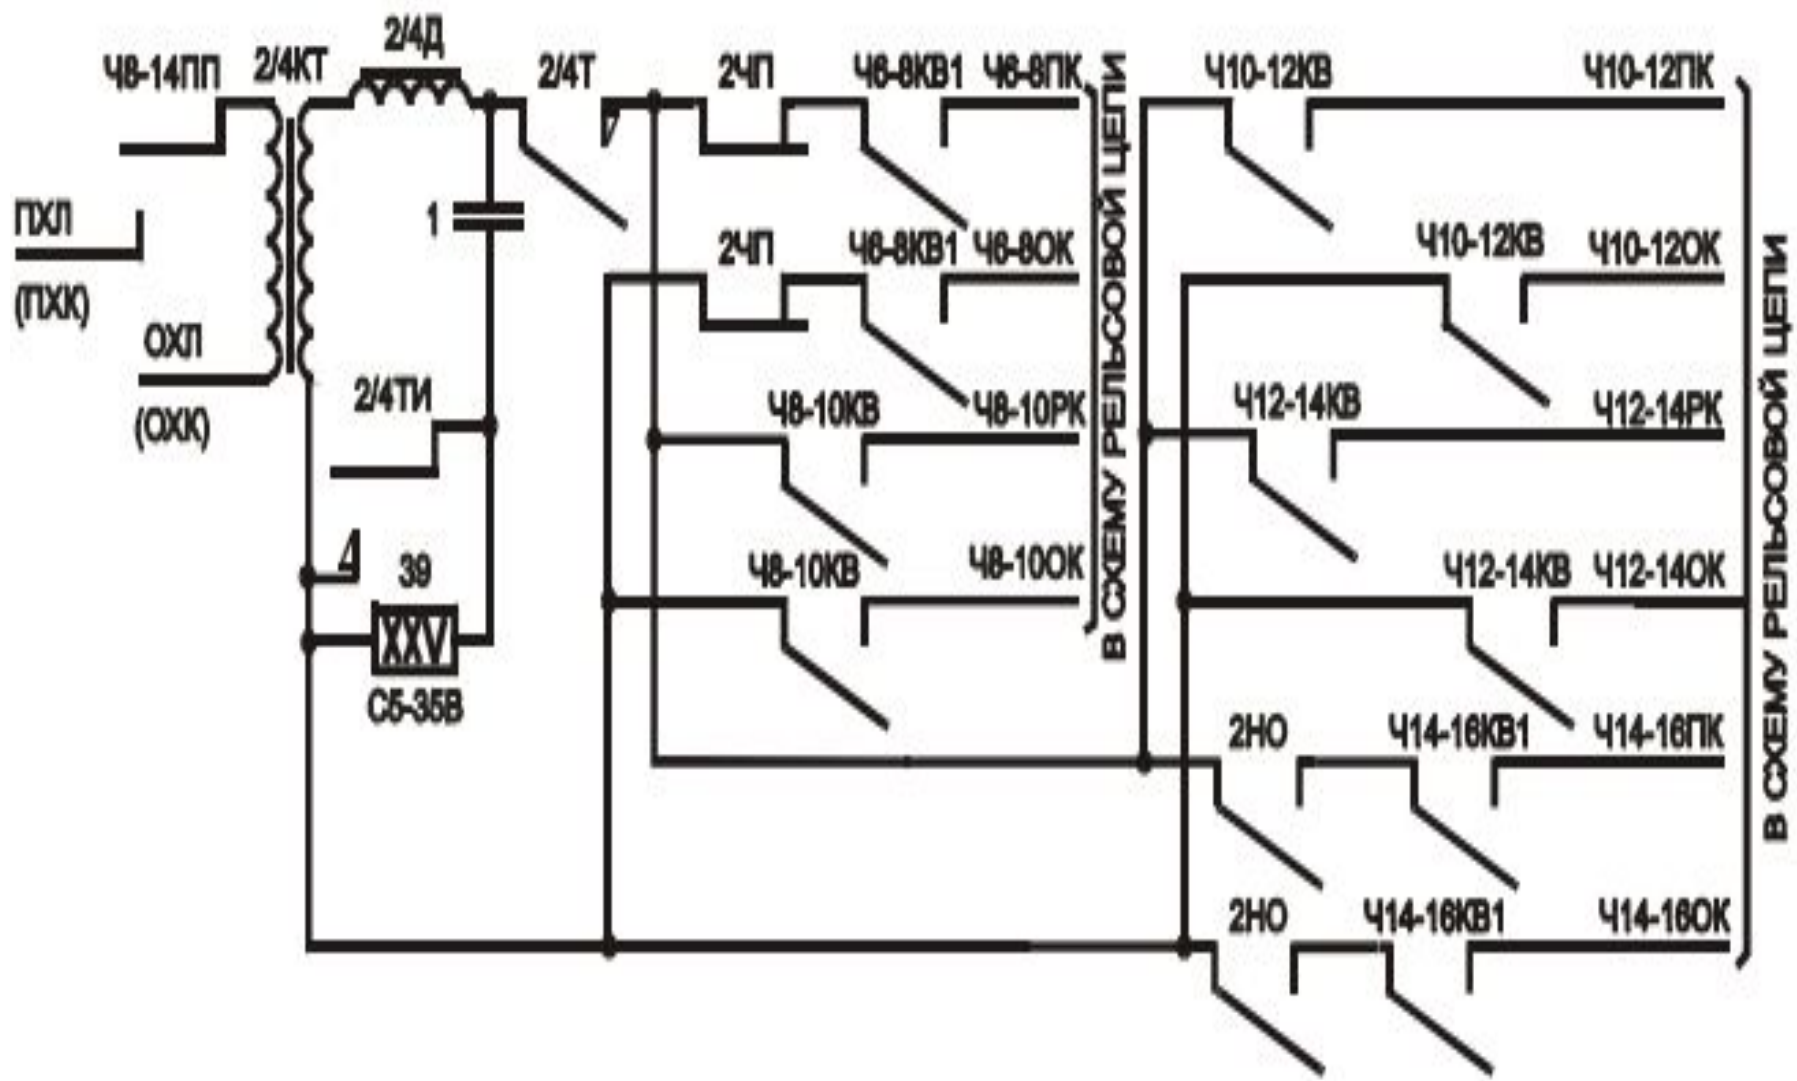 Ч8-14ПП
2/4КТ
2/4Д
2/4Т
2ЧП
Ч6-8КВ1
Ч6-8ПК
Ч10-12КВ
Ч10-12ПК
ПХЛ
(ПХК)
1
2ЧП
Ч6-8КВ1
Ч6-8ОК
Ч10-12КВ
Ч10-12ОК
ОХЛ
(ОХК)
2/4ТИ
Ч8-10КВ
Ч8-10РК
Ч12-14КВ
Ч12-14РК
39
XXV
С5-35В
Ч8-10КВ
Ч8-10ОК
Ч12-14КВ
Ч12-14ОК
В СХЕМУ РЕЛЬСОВОЙ ЦЕПИ
В СХЕМУ РЕЛЬСОВОЙ ЦЕПИ
2НО
Ч14-16КВ1
Ч14-16ПК
2НО
Ч14-16КВ1
Ч14-16ОК